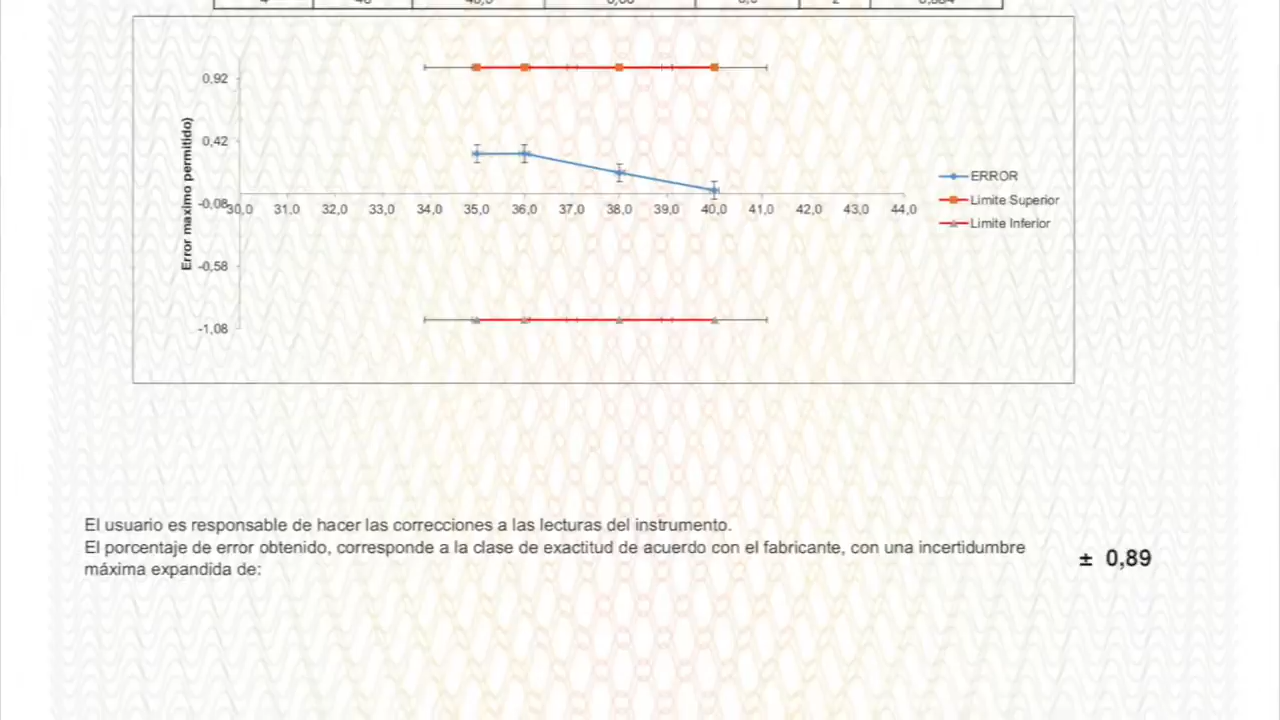 0,92
0,42
-0,08
-0,58
-1,08
Error maximo permitido)
30,0 31,0 32,0 33,0 34,0 35,0 36,0 37,0 38,0 39,0 40,0 41,0 42,0 43,0 44,0
ERROR
Limite Superior
Limite Inferior
El usuario es responsable de hacer las correcciones a las lecturas del instrumento.
El porcentaje de error obtenido, corresponde a la clase de exactitud de acuerdo con el fabricante, con una incertidumbre
máxima expandida de:
± 0,89